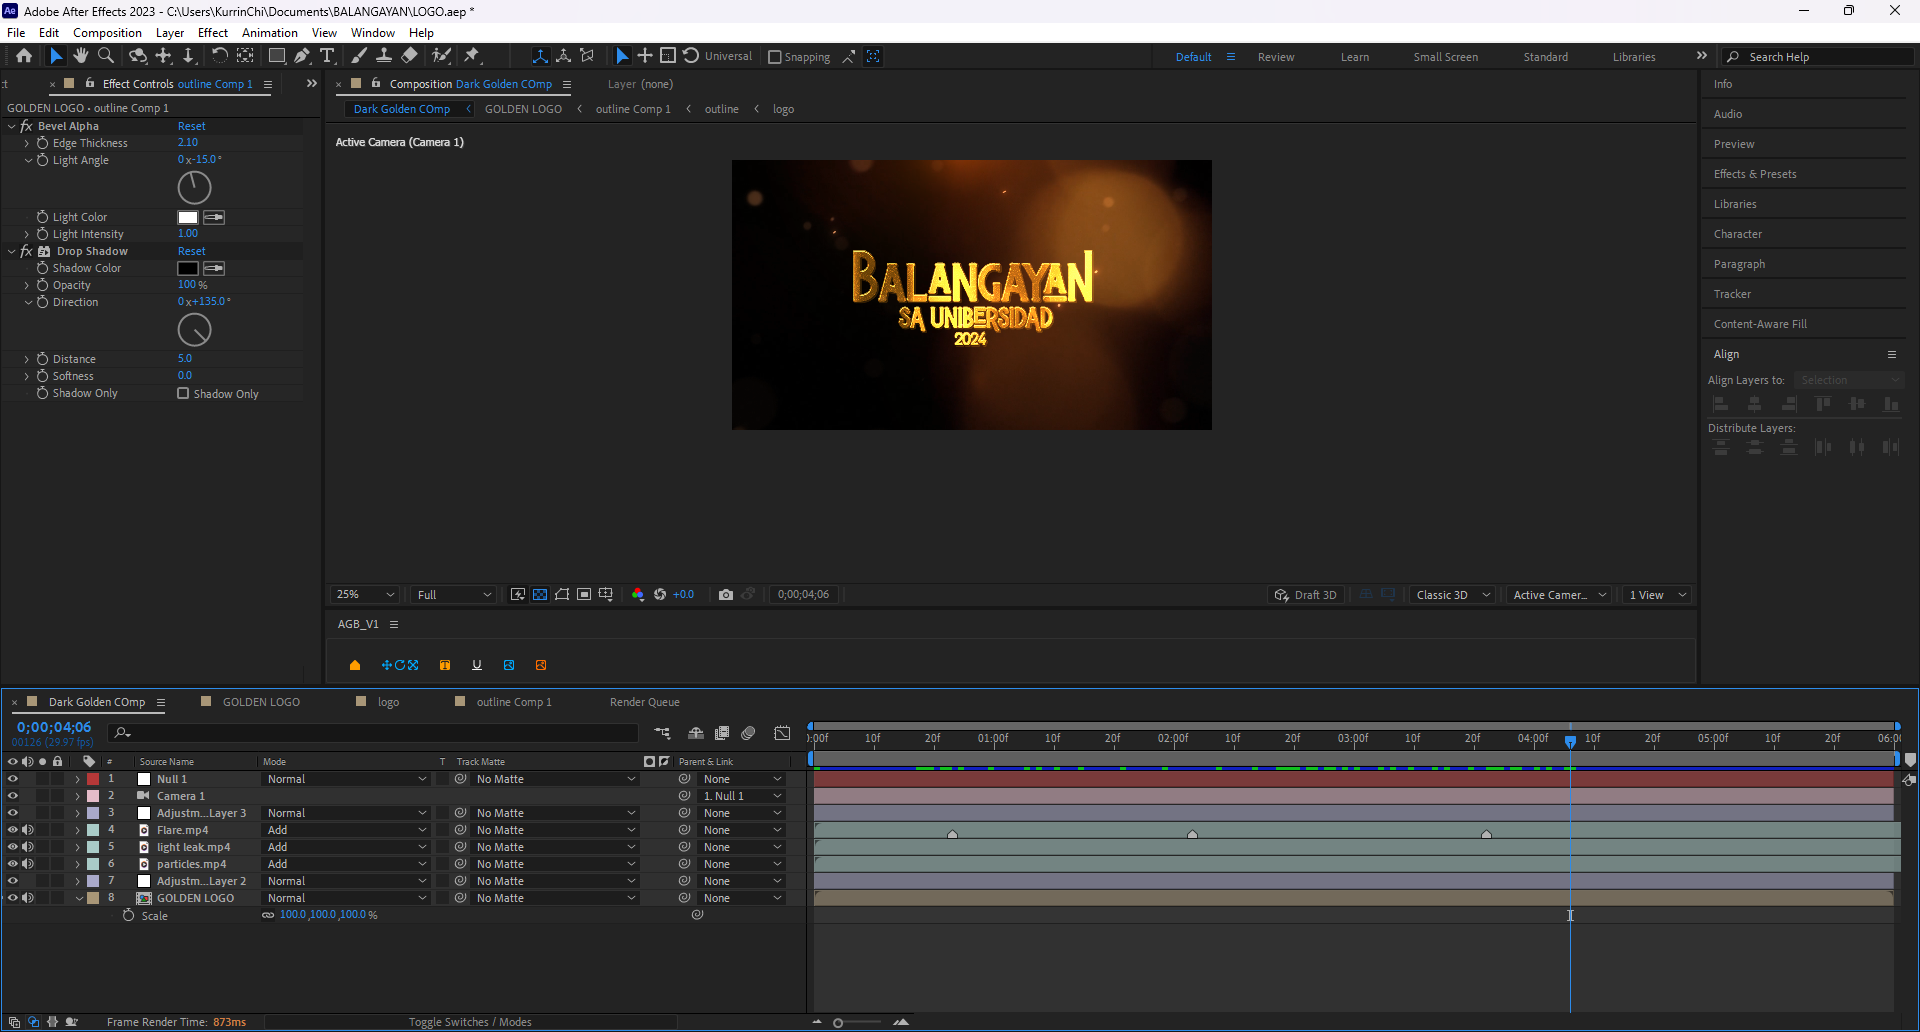 Adobe After Effects 2023 - C:\Users\KurrinChi\Documents\BALANGAYAN\LOGO.aep *
File Edit Composition Layer Effect Animation View Window Help
Universal Snapping Default Review Learn Small Screen Standard Libraries Search Help
Effect Controls outline Comp 1
Composition Dark Golden COmp
Layer (none)
GOLDEN LOGO • outline Comp 1
Dark Golden COmp GOLDEN LOGO outline Comp 1 outline logo
Active Camera (Camera 1)
fx Bevel Alpha Reset
Edge Thickness 2.10
Light Angle 0x-15.0°
Light Color
Light Intensity 1.00
fx Drop Shadow Reset
Shadow Color
Opacity 100%
Direction 0x+135.0°
Distance 5.0
Softness 0.0
Shadow Only Shadow Only
BALANGAYAN
SA UNIBERSIDAD
2024
25% Full +0.0 0;00;04;06 Draft 3D Classic 3D Active Camer... 1 View
AGB_V1
Info
Audio
Preview
Effects & Presets
Libraries
Character
Paragraph
Tracker
Content-Aware Fill
Align
Align Layers to: Selection
Distribute Layers:
Dark Golden COmp GOLDEN LOGO logo outline Comp 1 Render Queue
0;00;04;06
00126 (29.97 fps)
):00f 10f 20f 01:00f 10f 20f 02:00f 10f 20f 03:00f 10f 20f 04:00f 10f 20f 05:00f 10f 20f 06:0
# Source Name Mode T Track Matte Parent & Link
1 Null 1 Normal No Matte None
2 Camera 1 1. Null 1
3 Adjustm...Layer 3 Normal No Matte None
4 Flare.mp4 Add No Matte None
5 light leak.mp4 Add No Matte None
6 particles.mp4 Add No Matte None
7 Adjustm...Layer 2 Normal No Matte None
8 GOLDEN LOGO Normal No Matte None
Scale 100.0,100.0,100.0%
Frame Render Time: 873ms Toggle Switches / Modes